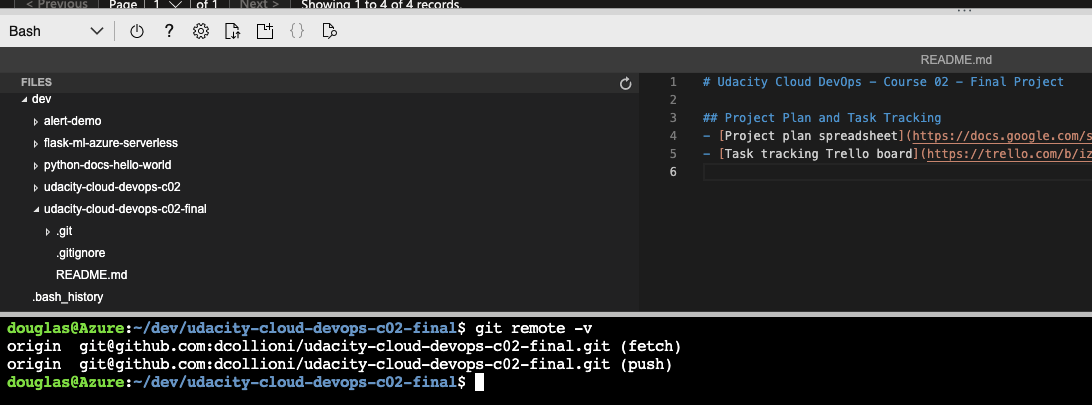 < Previous Page 1 of 1 Next > Showing 1 to 4 of 4 records.
Bash
README.md
FILES
dev
alert-demo
flask-ml-azure-serverless
python-docs-hello-world
udacity-cloud-devops-c02
udacity-cloud-devops-c02-final
.git
.gitignore
README.md
.bash_history
1 # Udacity Cloud DevOps - Course 02 - Final Project
2
3 ## Project Plan and Task Tracking
4 - [Project plan spreadsheet](https://docs.google.com/s
5 - [Task tracking Trello board](https://trello.com/b/iz
6
douglas@Azure:~/dev/udacity-cloud-devops-c02-final$ git remote -v
origin git@github.com:dcollioni/udacity-cloud-devops-c02-final.git (fetch)
origin git@github.com:dcollioni/udacity-cloud-devops-c02-final.git (push)
douglas@Azure:~/dev/udacity-cloud-devops-c02-final$